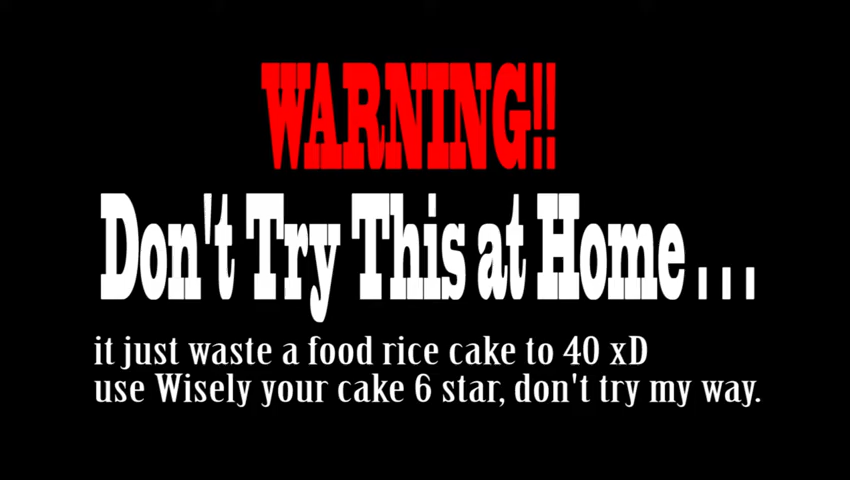 WARNING!!
Don't Try This at Home...
it just waste a food rice cake to 40 xD
use Wisely your cake 6 star, don't try my way.